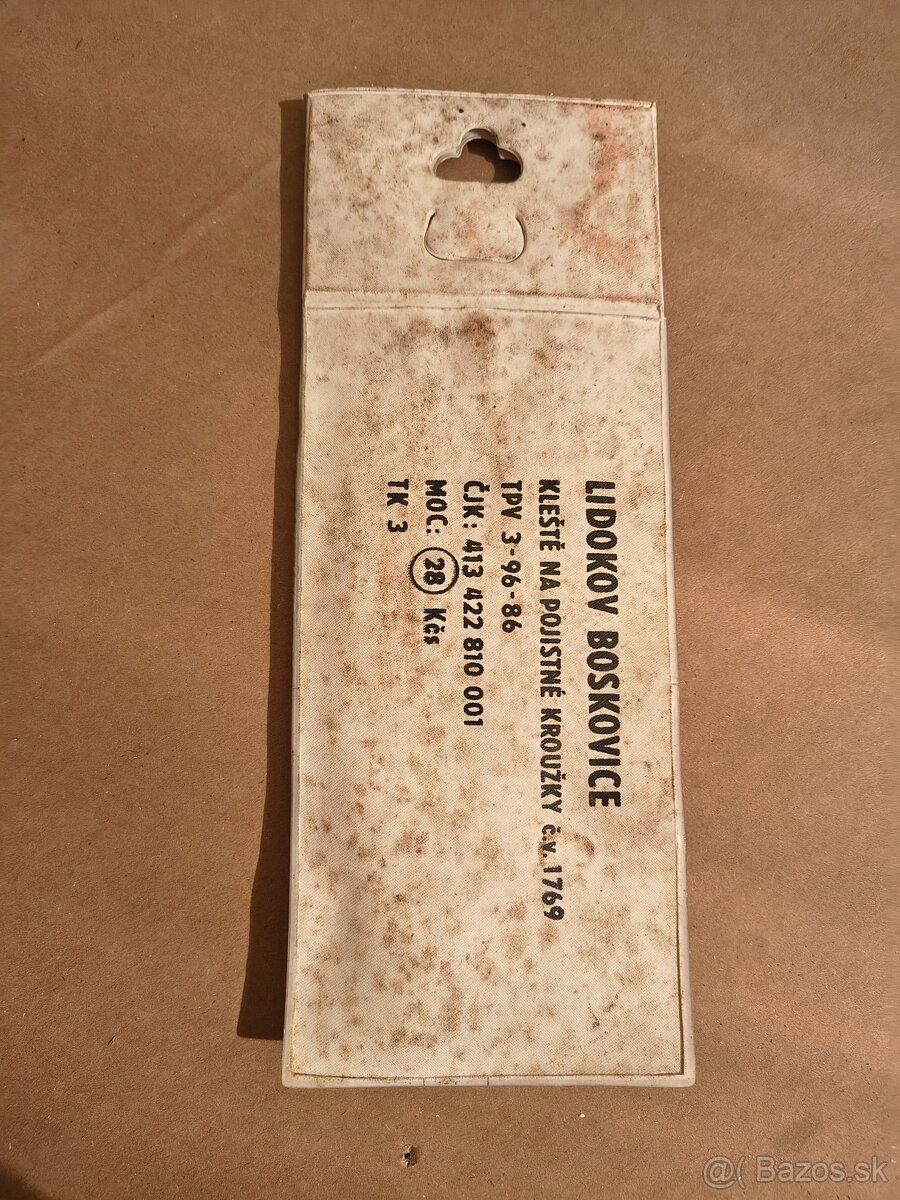 LIDOKOV BOSKOVICE
KLEŠTĚ NA POJISTNÉ KROUŽKY č.v. 1769
TPV 3-96-86
ČJK: 413 422 810 001
MOC: 28 Kčs
TK 3
@( Bazos.sk